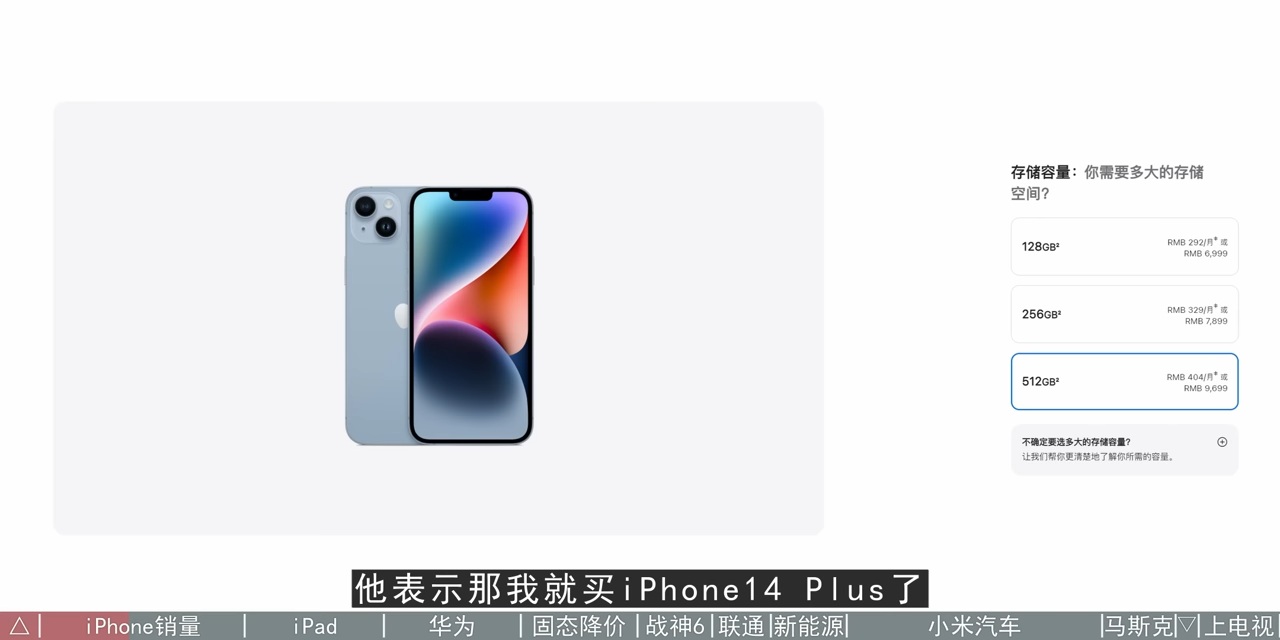 存储容量：你需要多大的存储
空间？
128GB²
RMB 292/月* 或
RMB 6,999
256GB²
RMB 329/月* 或
RMB 7,899
512GB²
RMB 404/月* 或
RMB 9,699
不确定要选多大的存储容量？
让我们帮你更清楚地了解你所需的容量。
他表示那我就买iPhone14 Plus了
△|iPhone销量|iPad|华为|固态降价|战神6|联通|新能源|小米汽车|马斯克|▽|上电视